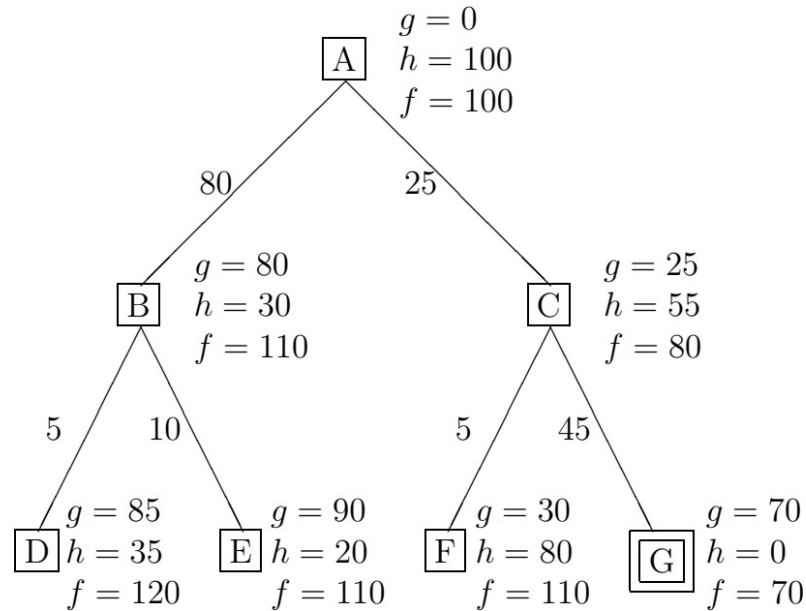 A
g = 0
h = 100
f = 100
80
25
B
g = 80
h = 30
f = 110
C
g = 25
h = 55
f = 80
5
10
5
45
D
g = 85
h = 35
f = 120
E
g = 90
h = 20
f = 110
F
g = 30
h = 80
f = 110
G
g = 70
h = 0
f = 70